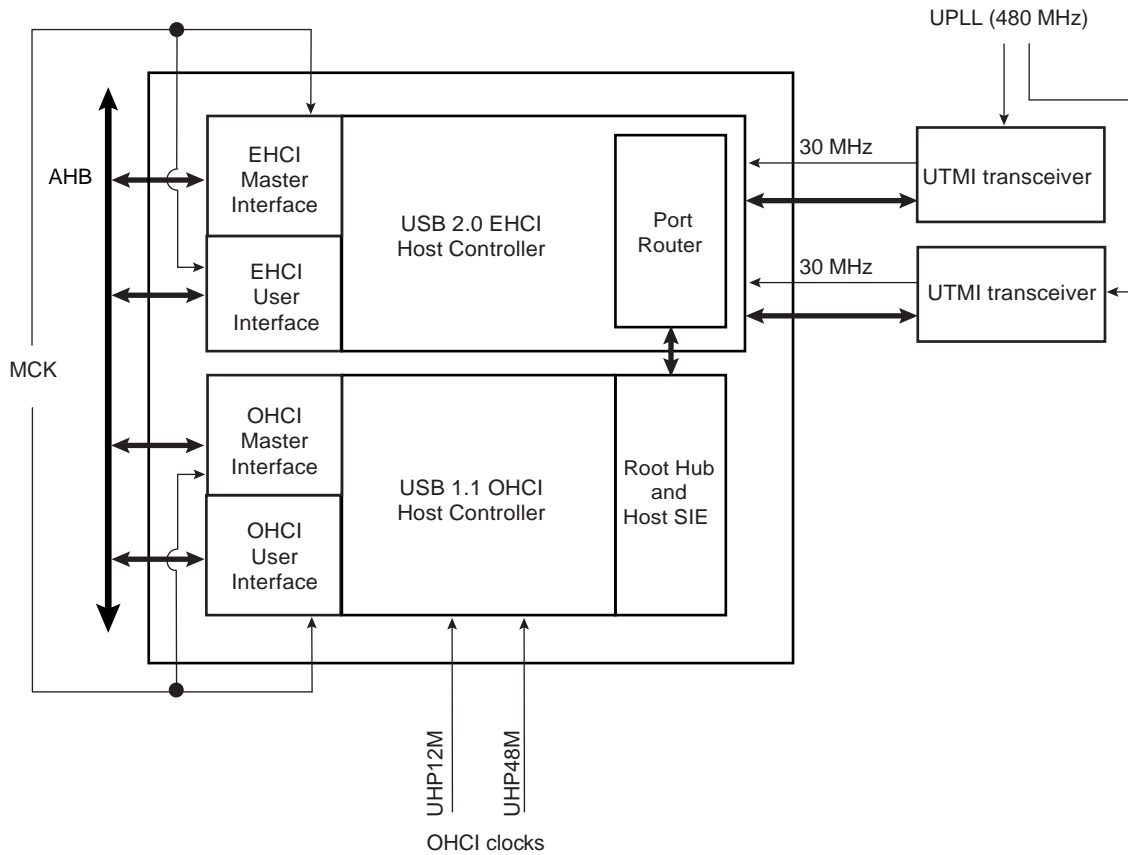 UPLL (480 MHz)
AHB
EHCI
Master
Interface
USB 2.0 EHCI
Host Controller
Port
Router
30 MHz
UTMI transceiver
EHCI
User
Interface
30 MHz
UTMI transceiver
MCK
OHCI
Master
Interface
USB 1.1 OHCI
Host Controller
Root Hub
and
Host SIE
OHCI
User
Interface
UHP12M
UHP48M
OHCI clocks